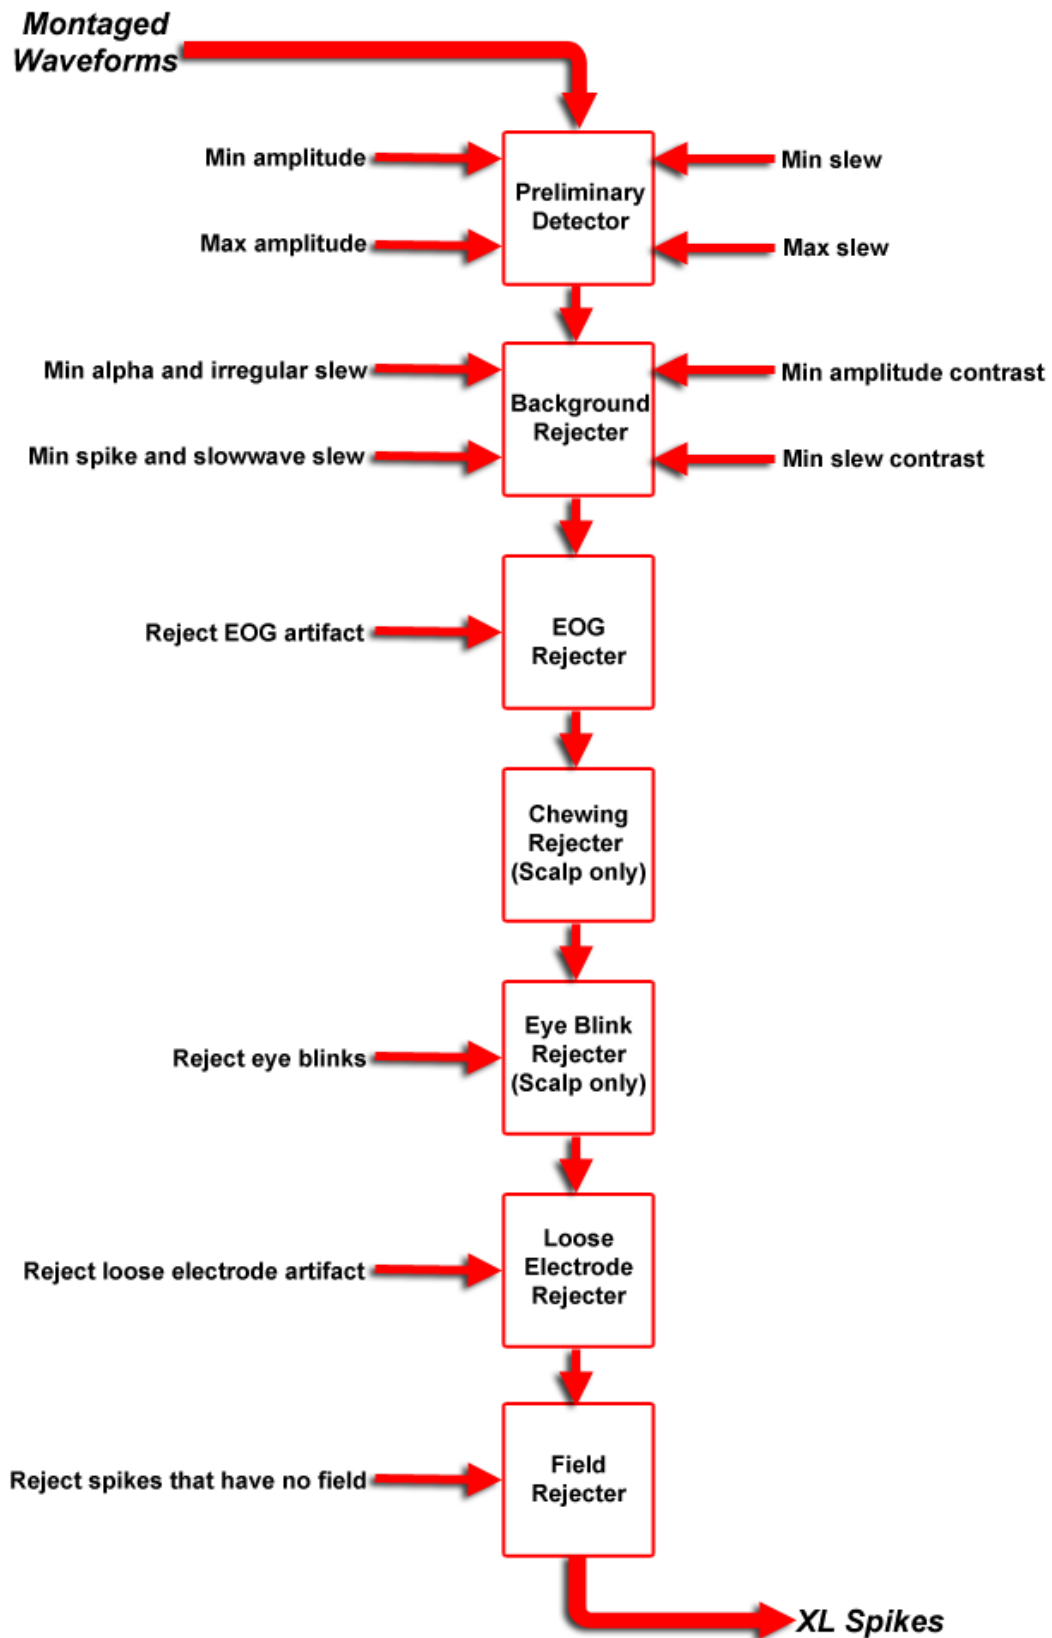 Montaged
Waveforms
Min amplitude
Min slew
Preliminary
Detector
Max amplitude
Max slew
Min alpha and irregular slew
Min amplitude contrast
Background
Rejecter
Min spike and slowwave slew
Min slew contrast
Reject EOG artifact
EOG
Rejecter
Chewing
Rejecter
(Scalp only)
Reject eye blinks
Eye Blink
Rejecter
(Scalp only)
Reject loose electrode artifact
Loose
Electrode
Rejecter
Reject spikes that have no field
Field
Rejecter
XL Spikes